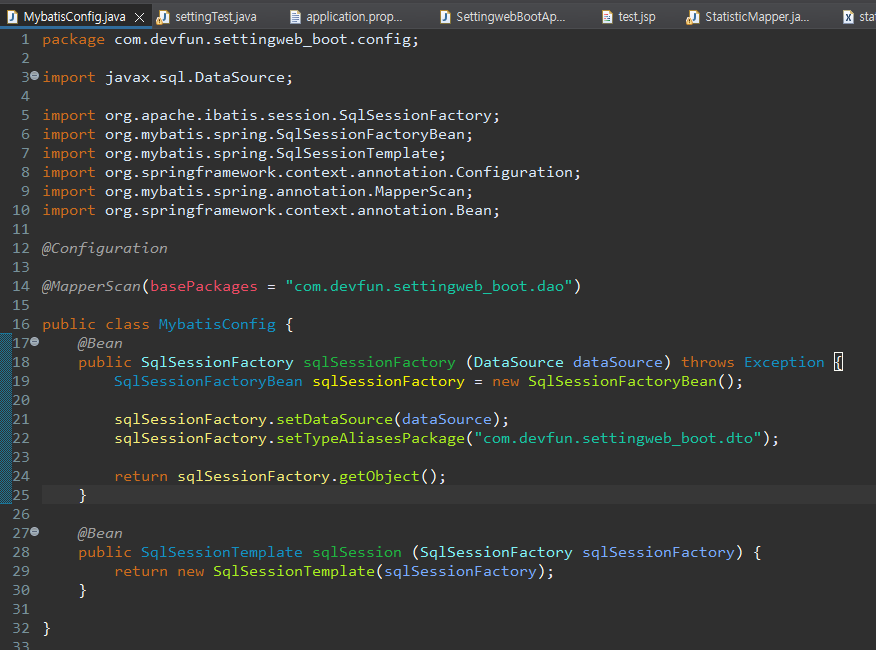 MybatisConfig.java
settingTest.java
application.prop...
SettingwebBootAp...
test.jsp
StatisticMapper.ja...
sta
1 package com.devfun.settingweb_boot.config;
2
3 import javax.sql.DataSource;
4
5 import org.apache.ibatis.session.SqlSessionFactory;
6 import org.mybatis.spring.SqlSessionFactoryBean;
7 import org.mybatis.spring.SqlSessionTemplate;
8 import org.springframework.context.annotation.Configuration;
9 import org.mybatis.spring.annotation.MapperScan;
10 import org.springframework.context.annotation.Bean;
11
12 @Configuration
13
14 @MapperScan(basePackages = "com.devfun.settingweb_boot.dao")
15
16 public class MybatisConfig {
17     @Bean
18     public SqlSessionFactory sqlSessionFactory (DataSource dataSource) throws Exception {
19         SqlSessionFactoryBean sqlSessionFactory = new SqlSessionFactoryBean();
20
21         sqlSessionFactory.setDataSource(dataSource);
22         sqlSessionFactory.setTypeAliasesPackage("com.devfun.settingweb_boot.dto");
23
24         return sqlSessionFactory.getObject();
25     }
26
27     @Bean
28     public SqlSessionTemplate sqlSession (SqlSessionFactory sqlSessionFactory) {
29         return new SqlSessionTemplate(sqlSessionFactory);
30     }
31
32 }
33